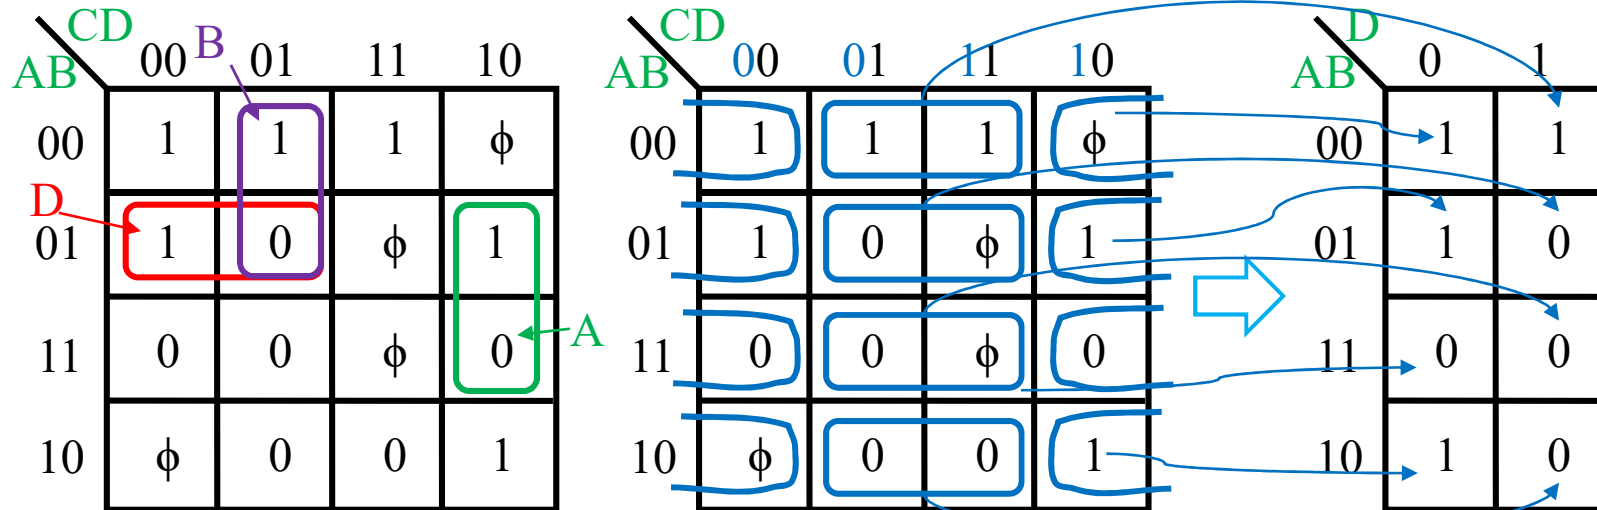 CD
AB 00 B 01 11 10
00 1 1 1 ϕ
D
01 1 0 ϕ 1
11 0 0 ϕ 0 A
10 ϕ 0 0 1
CD
AB 00 01 11 10
00 1 1 1 ϕ
01 1 0 ϕ 1
11 0 0 ϕ 0
10 ϕ 0 0 1
D
AB 0 1
00 1 1
01 1 0
11 0 0
10 1 0